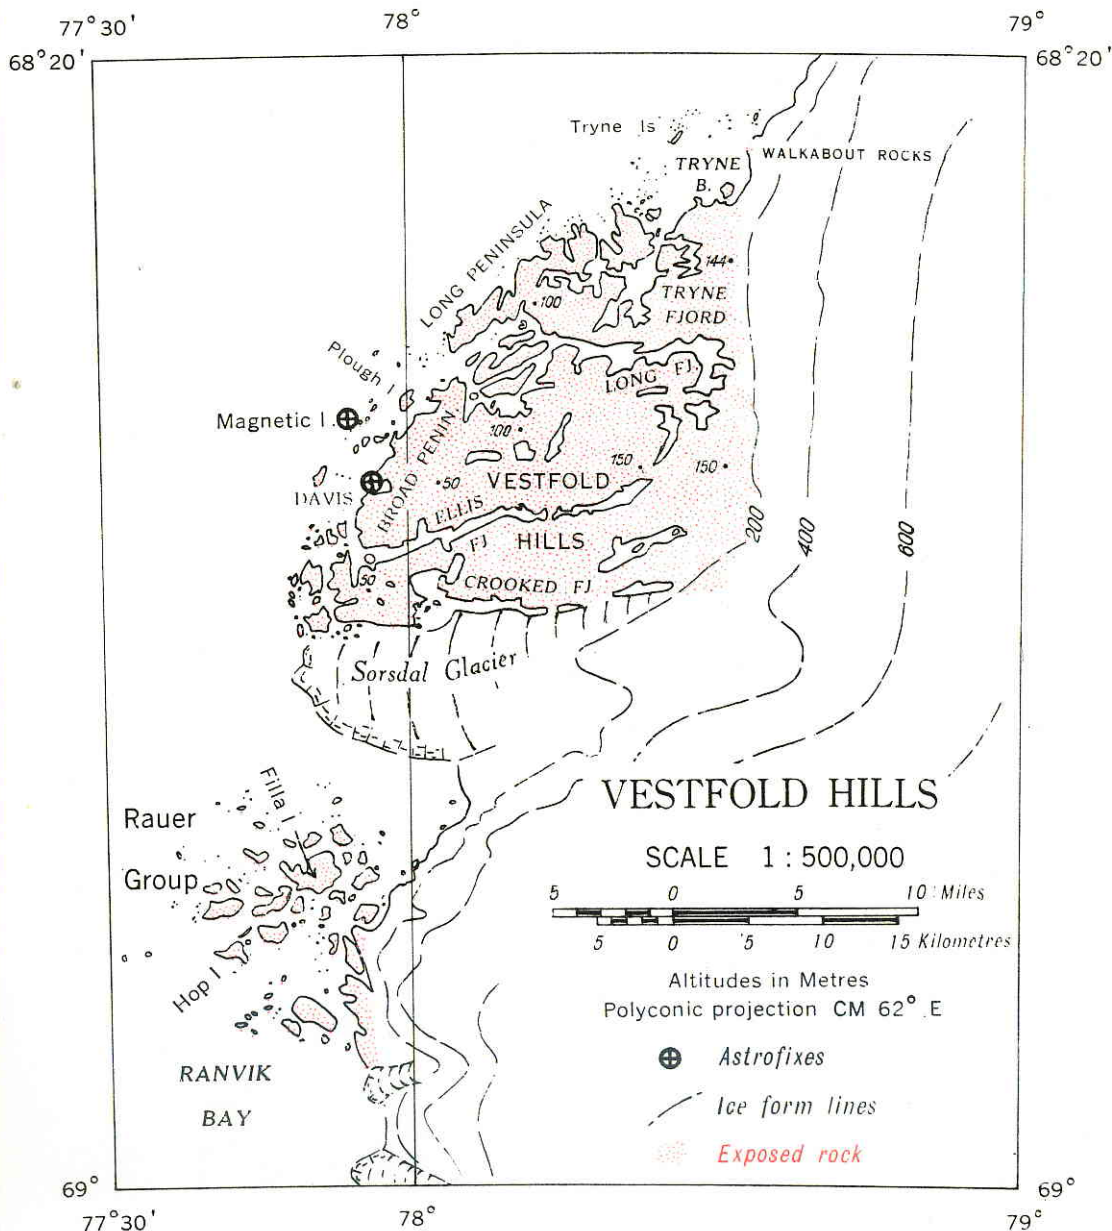 77°30'
78°
79°
68°20'
68°20'
Tryne Is
WALKABOUT ROCKS
TRYNE
B.
LONG PENINSULA
144
TRYNE
FJORD
100
Plough I
LONG FJ.
Magnetic I
BROAD PENIN
100
150
150
50
VESTFOLD
DAVIS
ELLIS
FJ
HILLS
200
400
600
50
CROOKED FJ
Sorsdal Glacier
Filla I
Rauer
Group
Hop I
RANVIK
BAY
VESTFOLD HILLS
SCALE 1:500,000
5 0 5 10 Miles
5 0 5 10 15 Kilometres
Altitudes in Metres
Polyconic projection CM 62° E
Astrofixes
Ice form lines
Exposed rock
69°
69°
77°30'
78°
79°